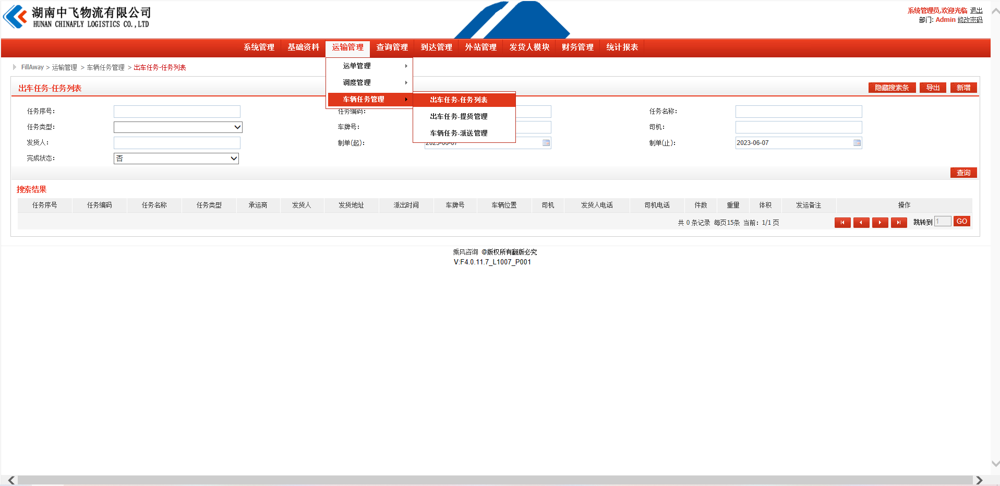 湖南中飞物流有限公司
HUNAN CHINAFLY LOGISTICS CO.,LTD
系统管理员,欢迎光临 退出
部门: Admin 修改密码
系统管理 基础资料 运输管理 查询管理 到达管理 外站管理 发货人模块 财务管理 统计报表
FillAway > 运输管理 > 车辆任务管理 > 出车任务-任务列表
运单管理
调度管理
车辆任务管理
出车任务-任务列表
出车任务-提货管理
车辆任务-派送管理
出车任务-任务列表
隐藏搜索条 导出 新增
任务序号: 任务编码: 任务名称:
任务类型: 车牌号: 司机:
发货人: 制单(起): 2023-06-07 制单(止): 2023-06-07
完成状态: 否
查询
搜索结果
任务序号 任务编码 任务名称 任务类型 承运商 发货人 发货地址 派出时间 车牌号 车辆位置 司机 发货人电话 司机电话 件数 重量 体积 发运备注 操作
共 0 条记录 每页15条 当前: 1/1 页 跳转到 1 GO
乘风咨询 @版权所有翻版必究
V:F4.0.11.7_L1007_P001